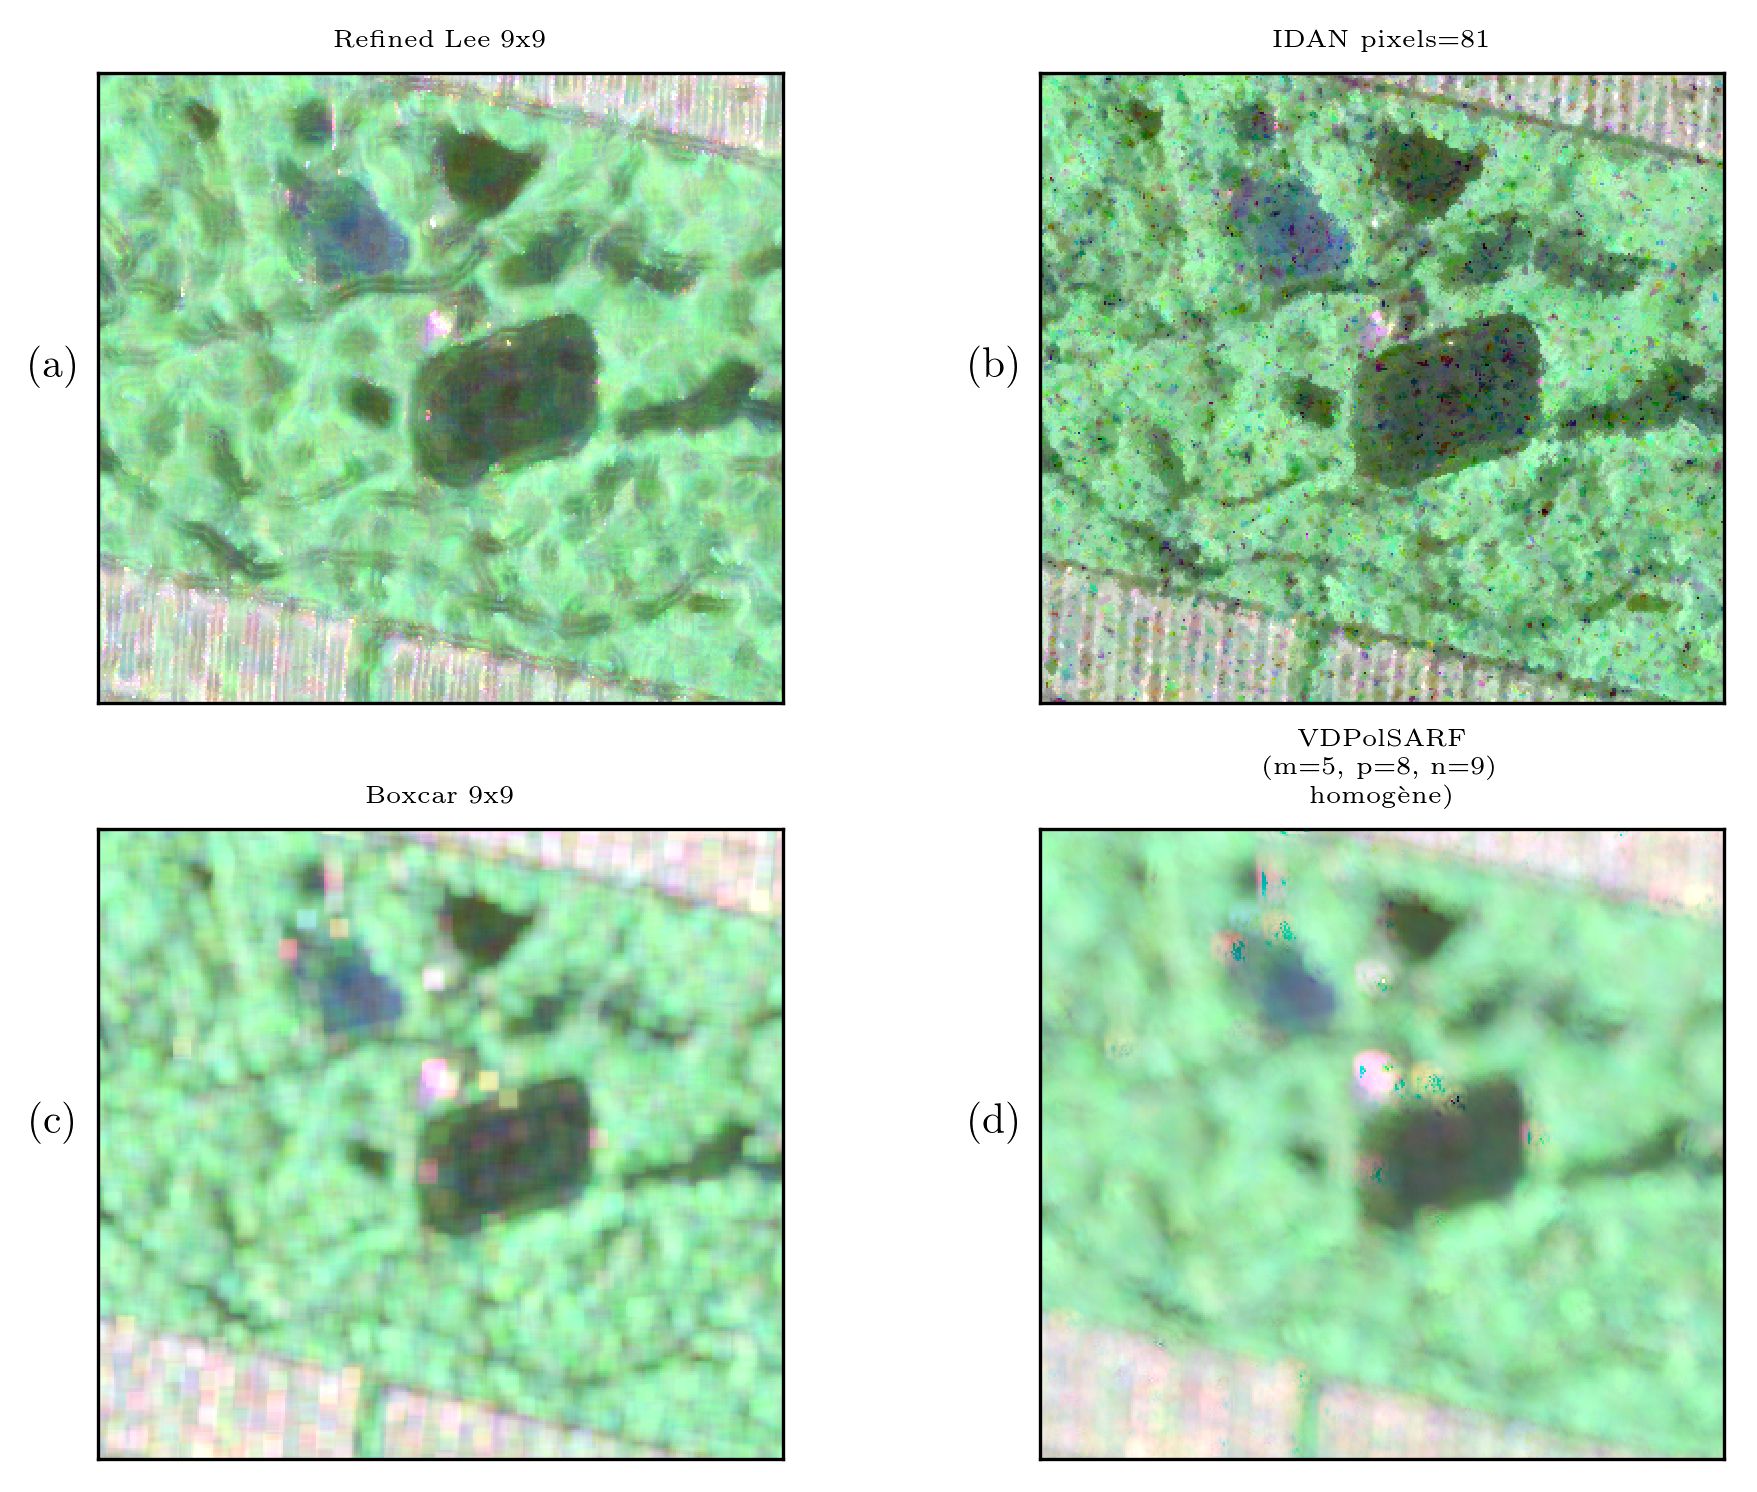 Refined Lee 9x9
IDAN pixels=81
(a)
(b)
VDPolSARF
(m=5, p=8, n=9)
homogène)
Boxcar 9x9
(c)
(d)